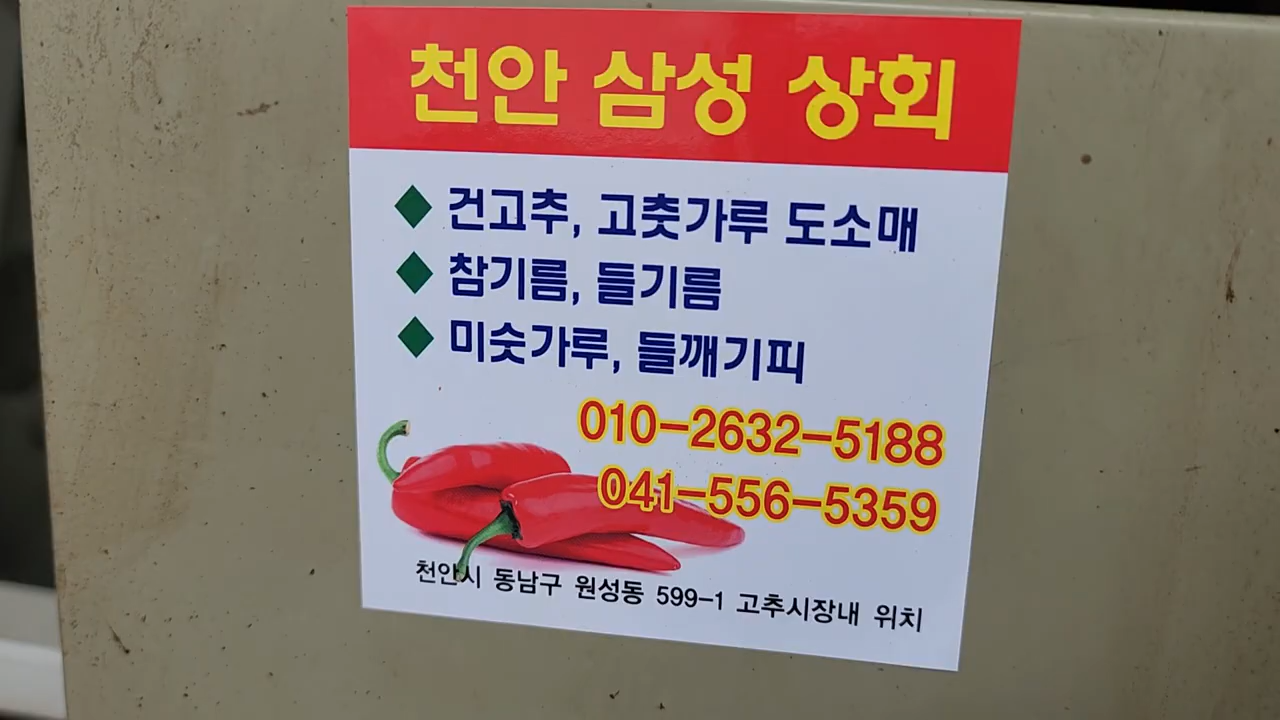 천안 삼성 상회
◆ 건고추, 고춧가루 도소매
◆ 참기름, 들기름
◆ 미숫가루, 들깨기피
010-2632-5188
041-556-5359
천안시 동남구 원성동 599-1 고추시장내 위치